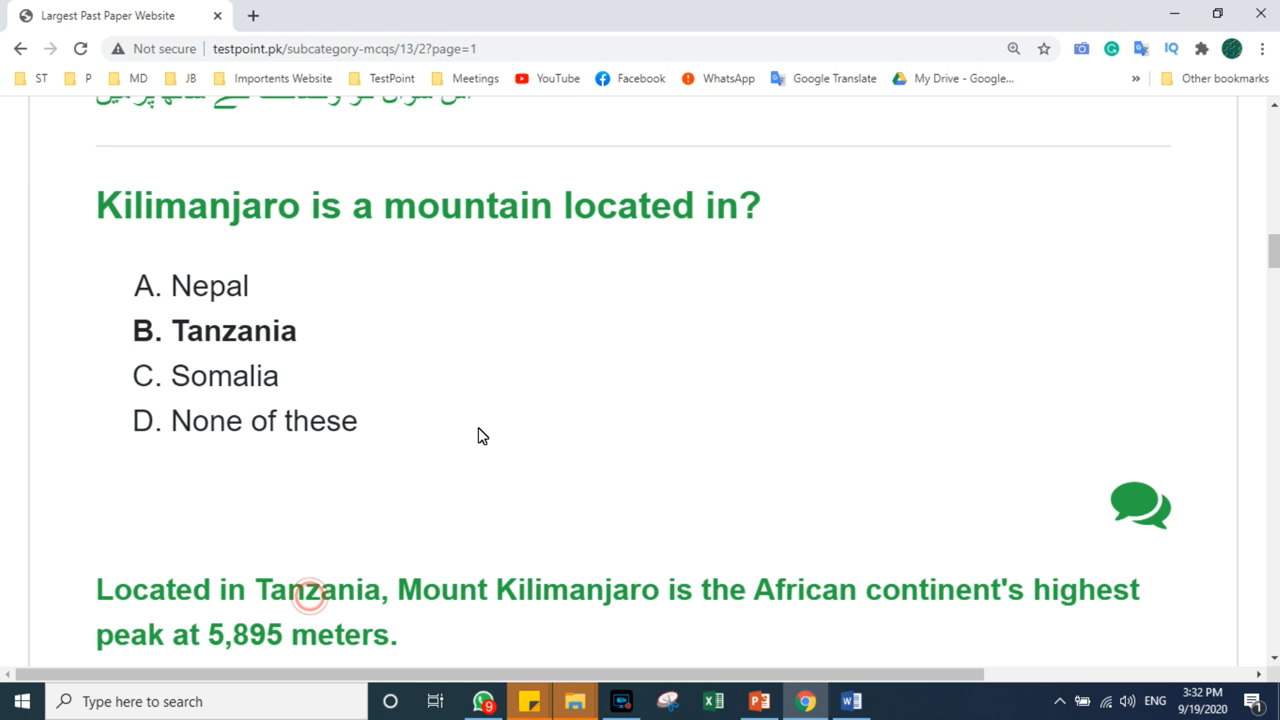 Largest Past Paper Website
Not secure testpoint.pk/subcategory-mcqs/13/2?page=1
IQ
ST P MD JB Importents Website TestPoint Meetings YouTube Facebook WhatsApp Google Translate My Drive - Google... » Other bookmarks
Kilimanjaro is a mountain located in?
A. Nepal
B. Tanzania
C. Somalia
D. None of these
Located in Tanzania, Mount Kilimanjaro is the African continent's highest
peak at 5,895 meters.
Type here to search
9
ENG
3:32 PM
9/19/2020
1